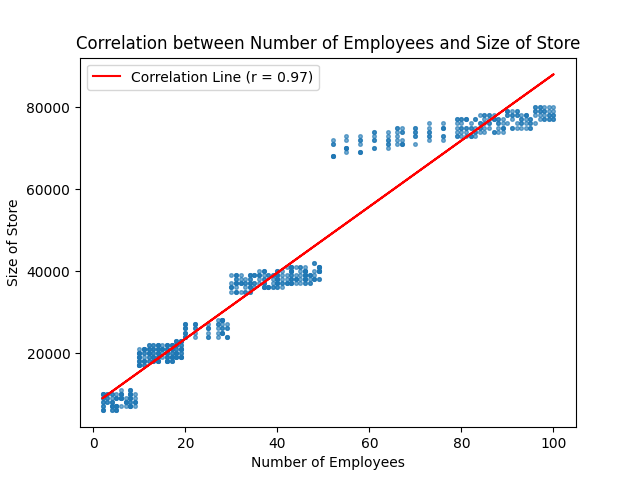 Correlation between Number of Employees and Size of Store
Correlation Line (r = 0.97)
80000
60000
40000
20000
Size of Store
0 20 40 60 80 100
Number of Employees